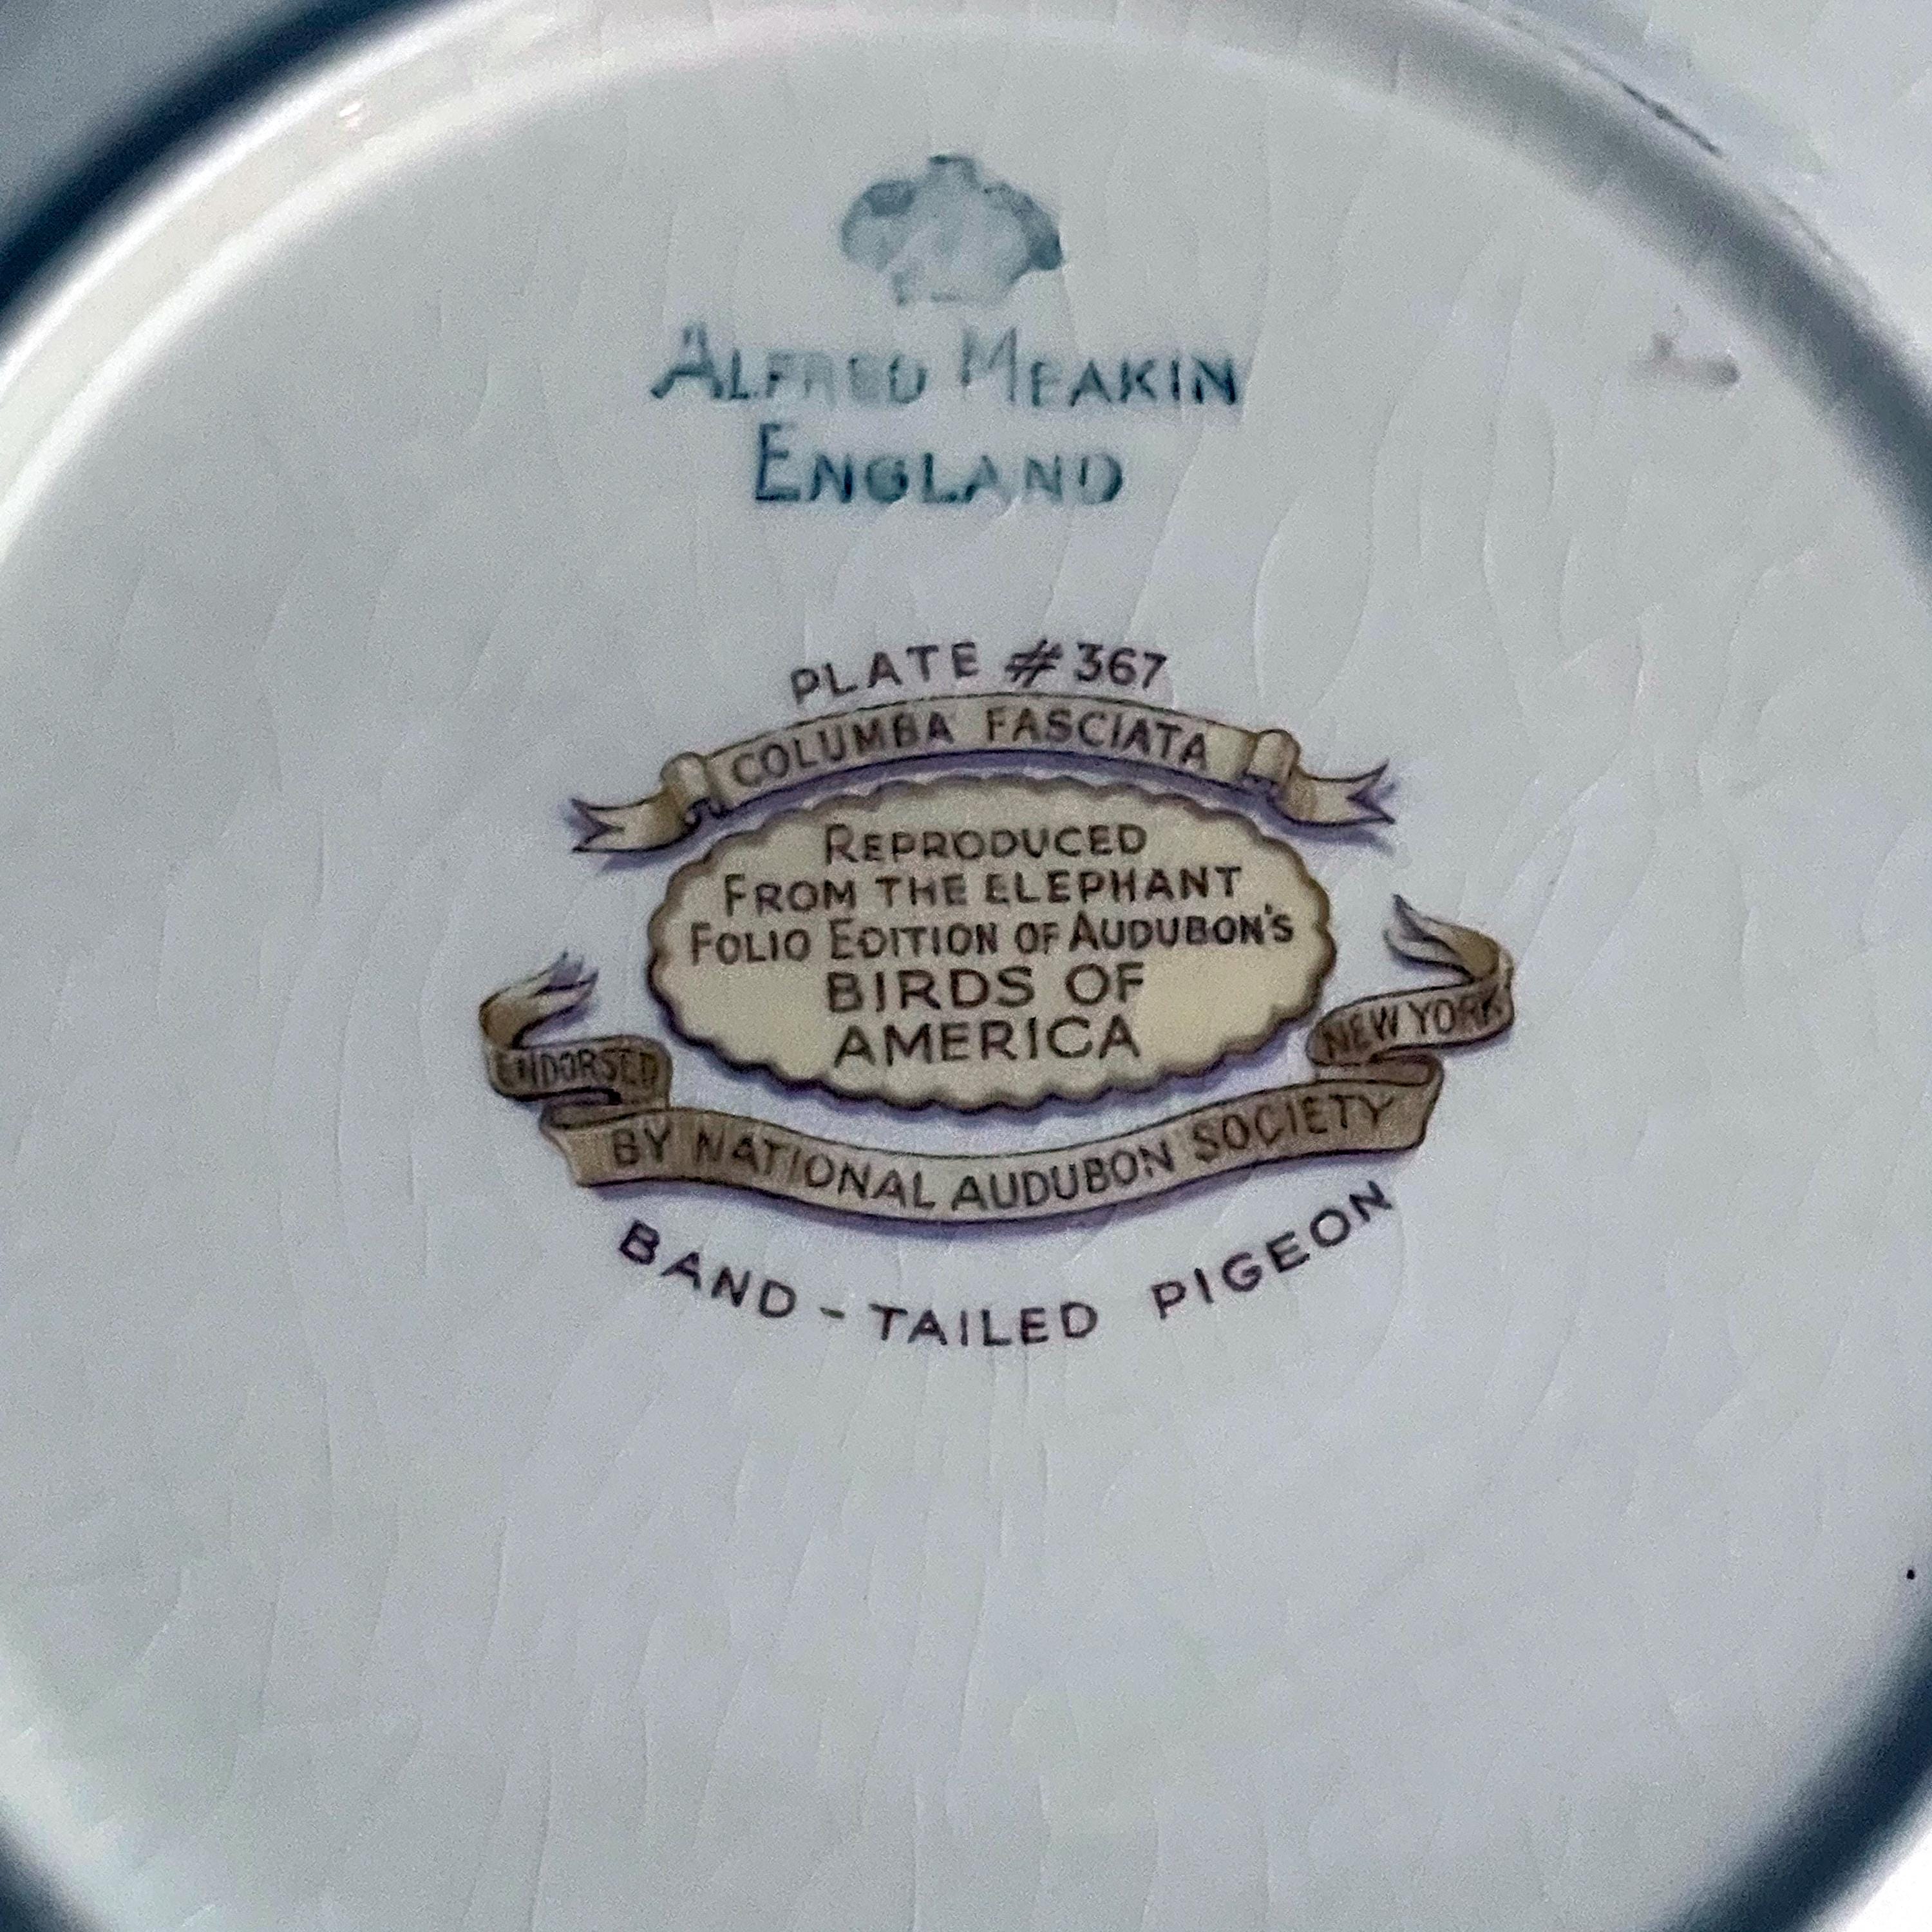 ALFRED MEAKIN
ENGLAND
PLATE #367
COLUMBA FASCIATA
REPRODUCED
FROM THE ELEPHANT
FOLIO EDITION OF AUDUBON'S
BIRDS OF
AMERICA
ENDORSED
BY NATIONAL AUDUBON SOCIETY
NEW YORK
BAND-TAILED PIGEON